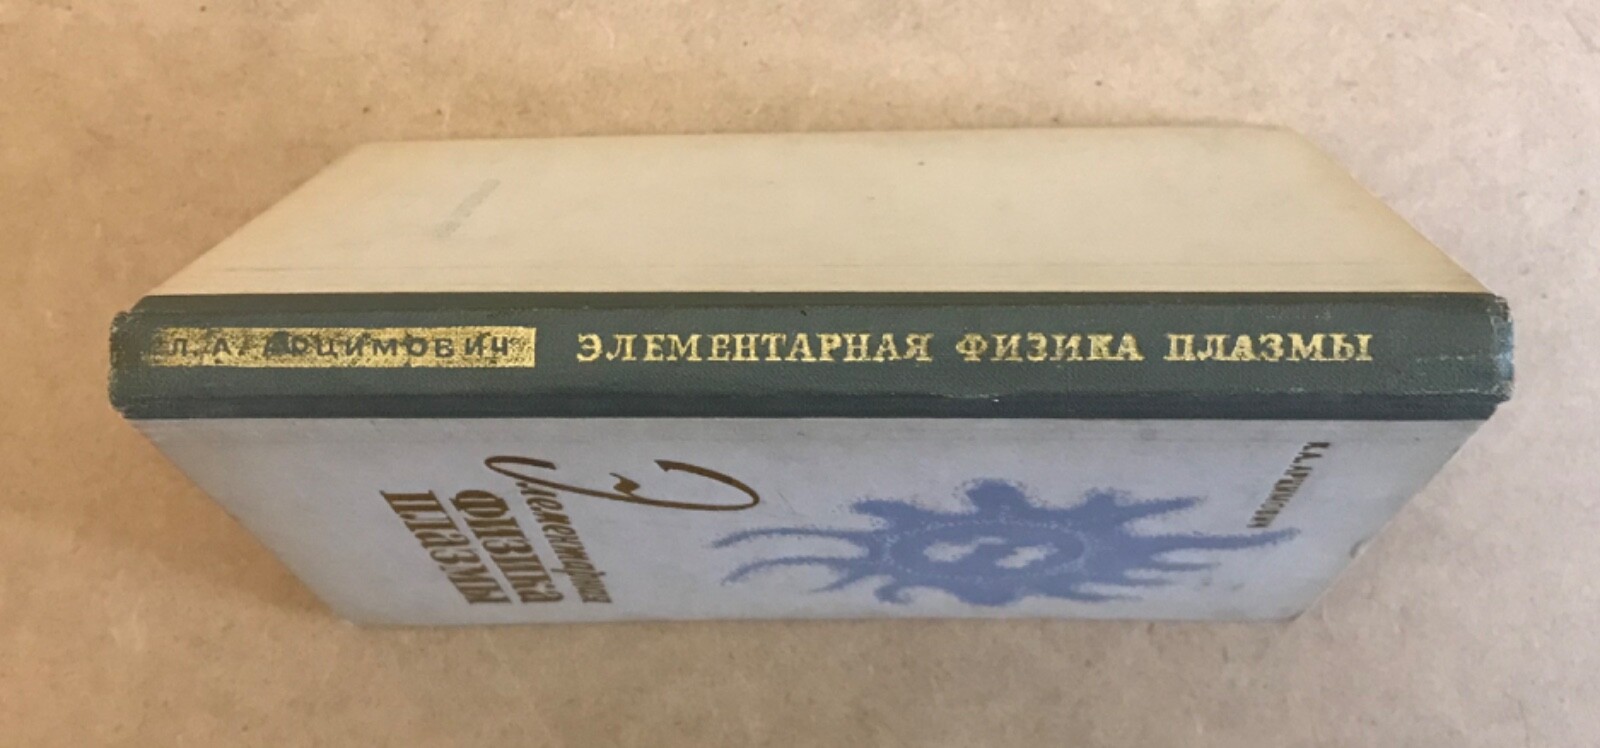 Л. А. АРЦИМОВИЧ
ЭЛЕМЕНТАРНАЯ ФИЗИКА ПЛАЗМЫ
Л. А. АРЦИМОВИЧ
Элементарная
ФИЗИКА
ПЛАЗМЫ